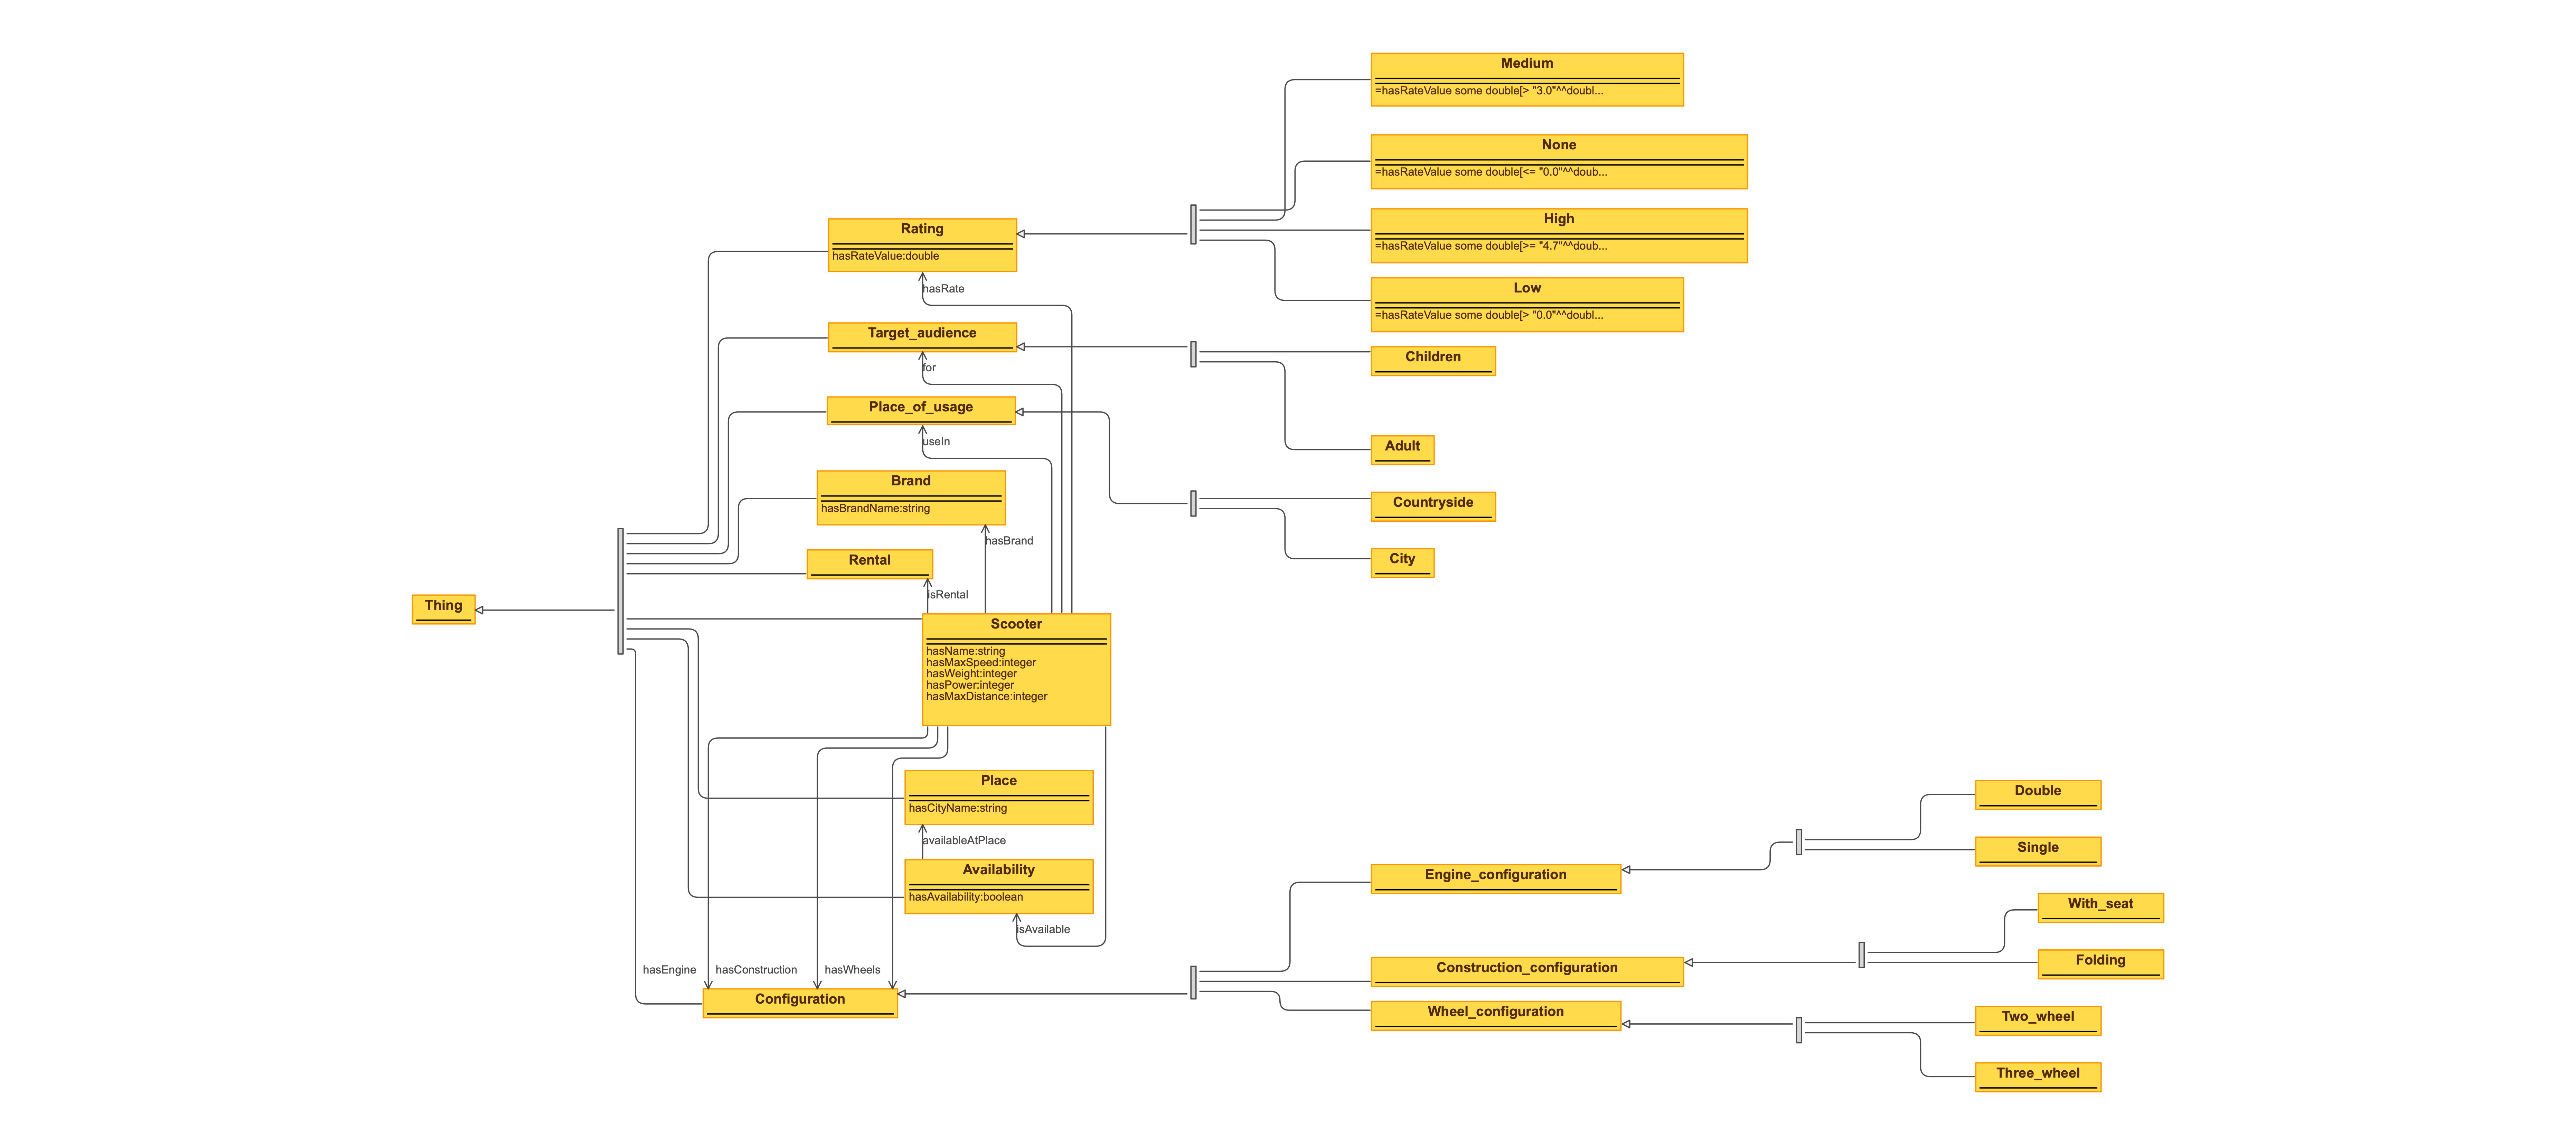 Medium
=hasRateValue some double[> "3.0"^^doubl...
None
=hasRateValue some double[<= "0.0"^^doub...
High
=hasRateValue some double[>= "4.7"^^doub...
Low
=hasRateValue some double[> "0.0"^^doubl...
Rating
hasRateValue:double
hasRate
Target_audience
for
Children
Adult
Place_of_usage
useIn
Countryside
City
Brand
hasBrandName:string
hasBrand
Rental
isRental
Thing
Scooter
hasName:string
hasMaxSpeed:integer
hasWeight:integer
hasPower:integer
hasMaxDistance:integer
Place
hasCityName:string
availableAtPlace
Availability
hasAvailability:boolean
isAvailable
hasEngine
hasConstruction
hasWheels
Configuration
Engine_configuration
Construction_configuration
Wheel_configuration
Double
Single
With_seat
Folding
Two_wheel
Three_wheel